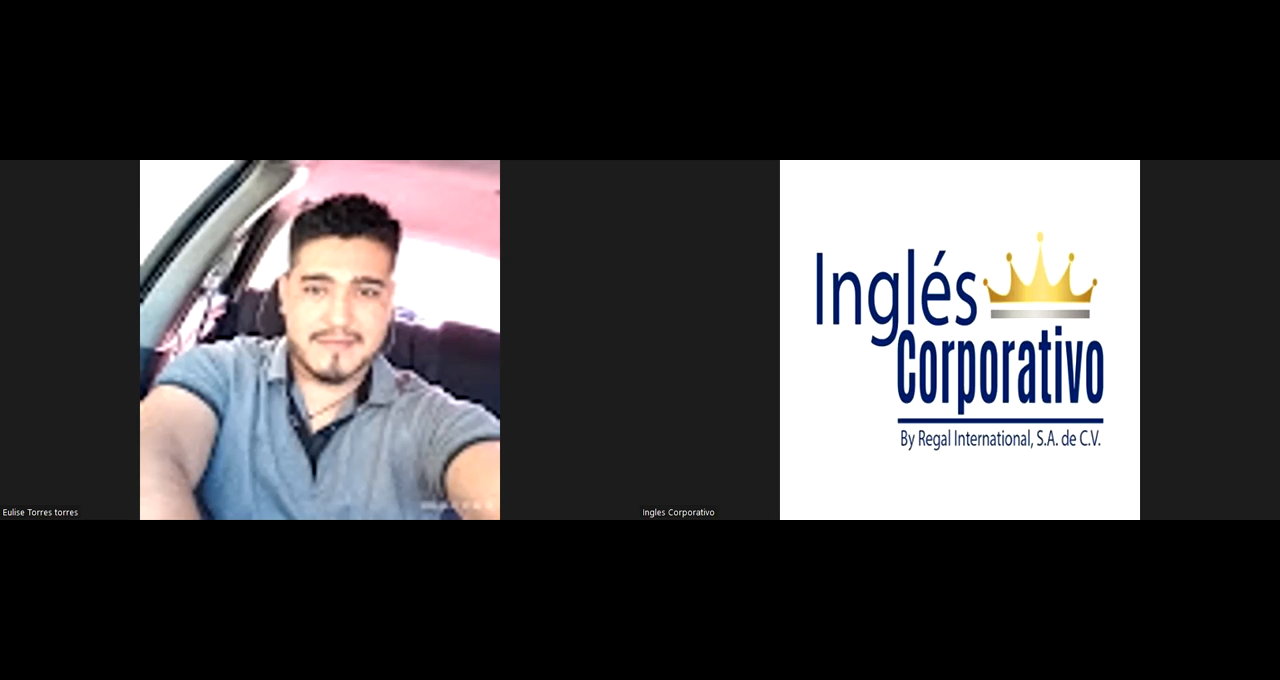 Inglés
Corporativo
By Regal International, S.A. de C.V.
Eulise Torres torres
Ingles Corporativo